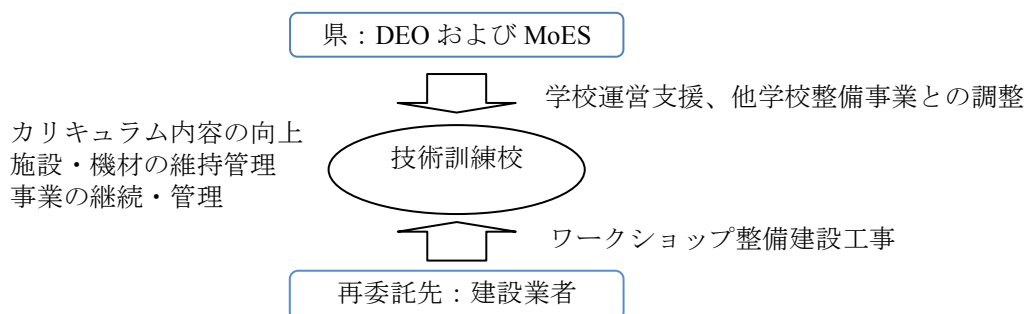 県：DEO および MoES
学校運営支援、他学校整備事業との調整
カリキュラム内容の向上
施設・機材の維持管理
事業の継続・管理
技術訓練校
ワークショップ整備建設工事
再委託先：建設業者